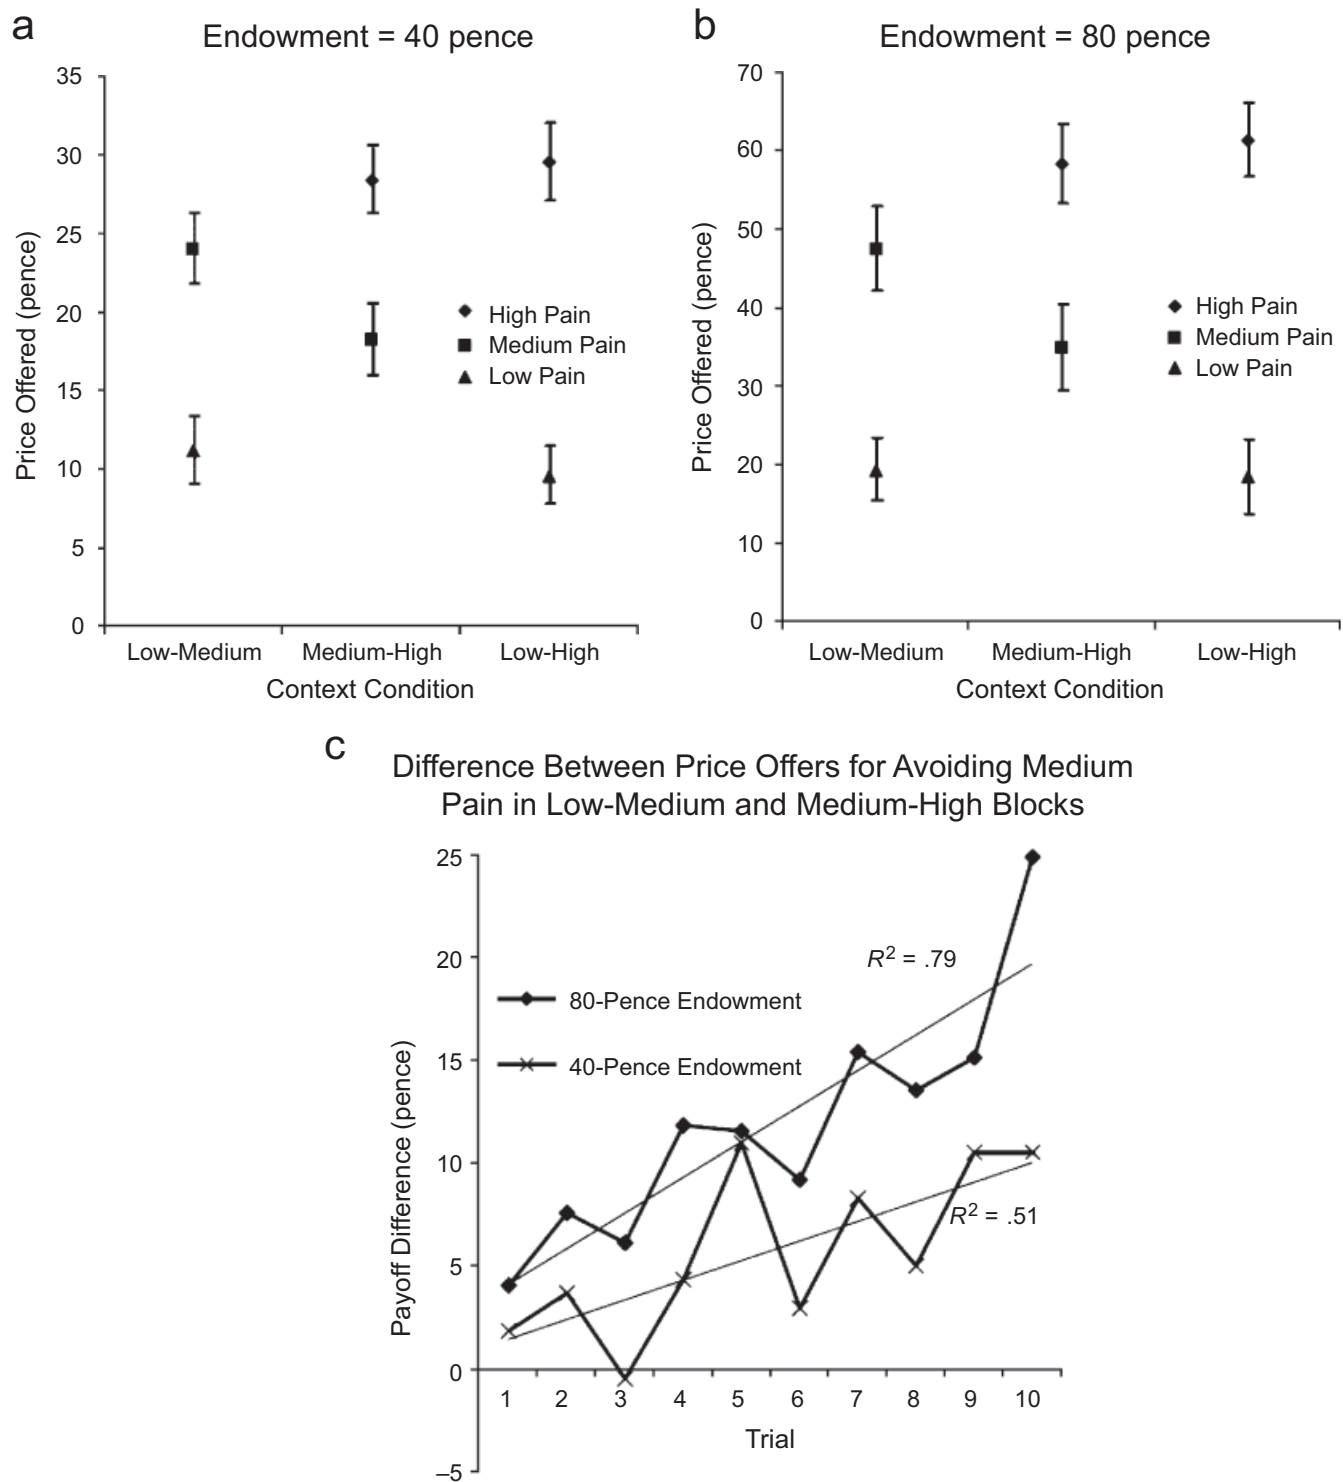 a
Endowment = 40 pence
35
30
25
20
15
10
5
0
Price Offered (pence)
High Pain
Medium Pain
Low Pain
Low-Medium
Medium-High
Low-High
Context Condition
b
Endowment = 80 pence
70
60
50
40
30
20
10
0
Price Offered (pence)
High Pain
Medium Pain
Low Pain
Low-Medium
Medium-High
Low-High
Context Condition
c
Difference Between Price Offers for Avoiding Medium
Pain in Low-Medium and Medium-High Blocks
25
20
15
10
5
0
–5
Payoff Difference (pence)
R² = .79
80-Pence Endowment
40-Pence Endowment
R² = .51
1 2 3 4 5 6 7 8 9 10
Trial